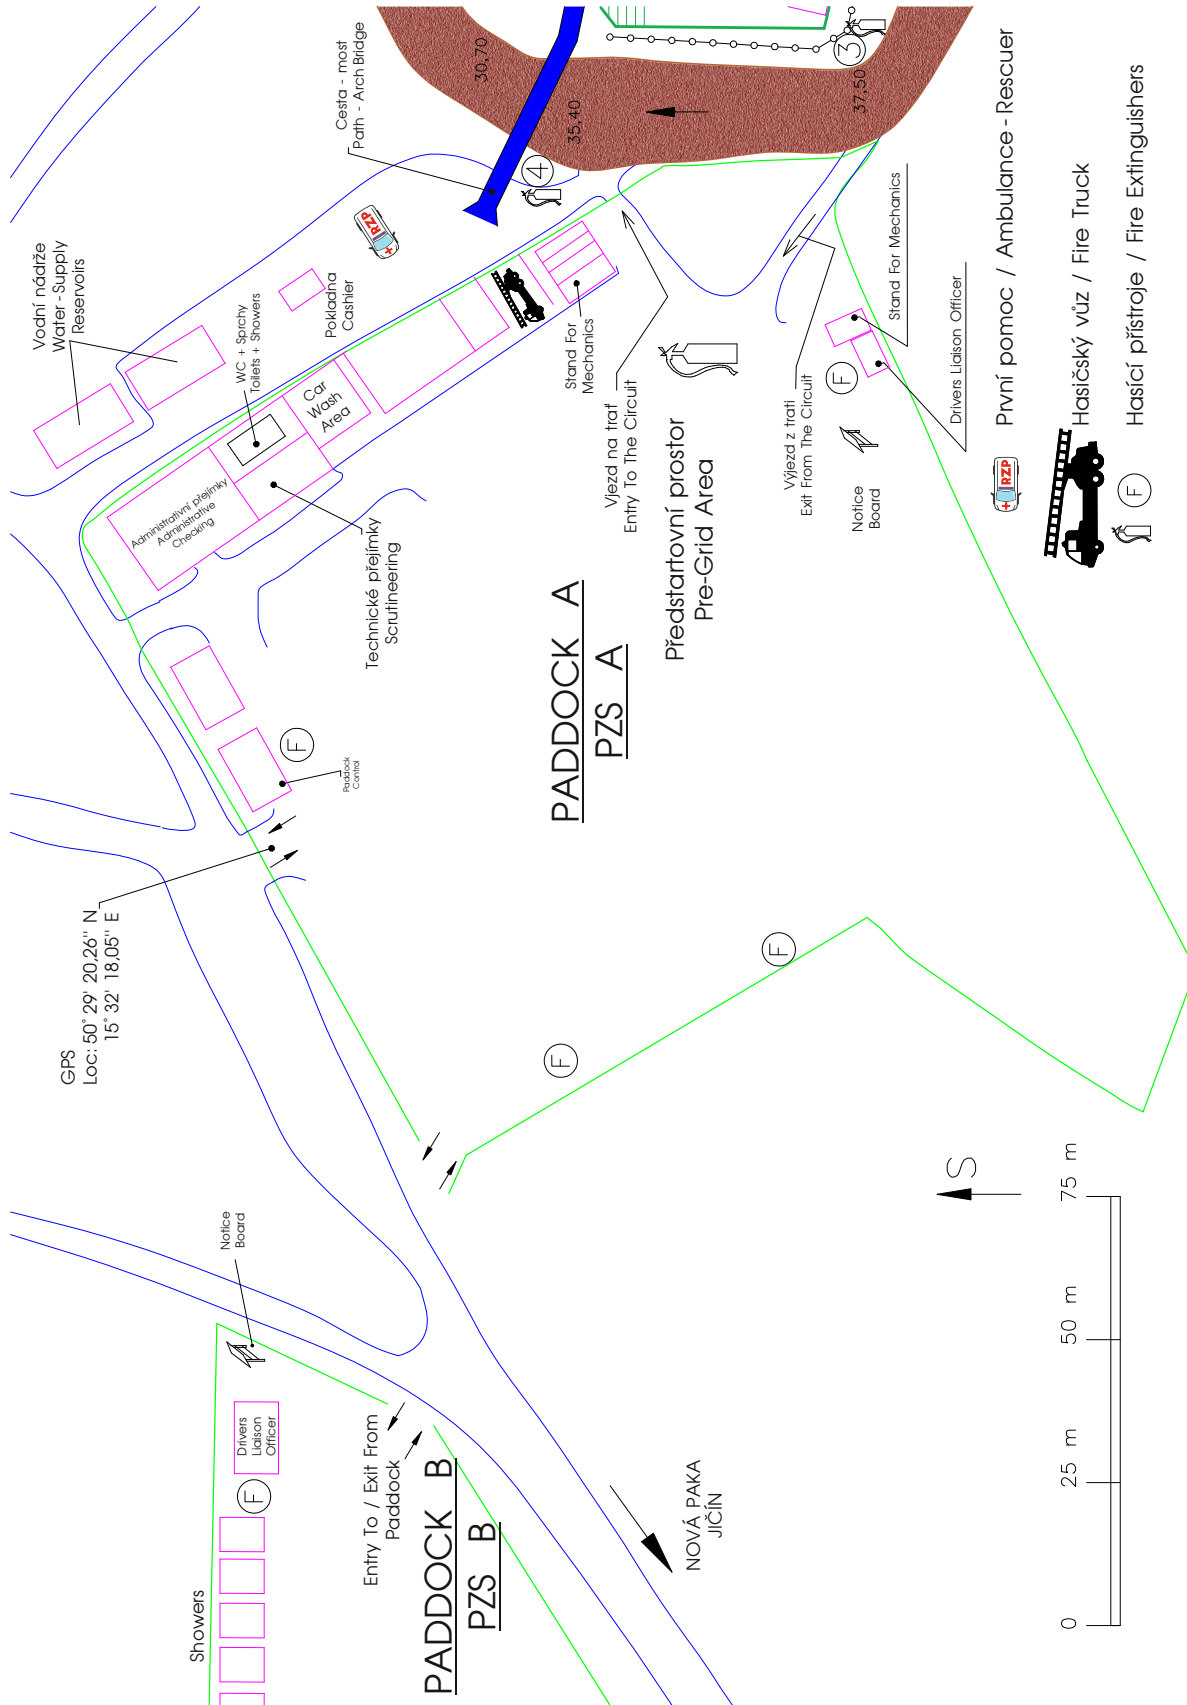 Vodní nádrže
Water-Supply
Reservoirs
WC + Sprchy
Toilets + Showers
Pokladna
Cashier
RZP
Cesta - most
Path - Arch Bridge
30,70
35,40
37,50
3
4
Administrativní přejímky
Administrative
Checking
Car
Wash
Area
Technické přejímky
Scrutineering
Stand For
Mechanics
Vjezd na trať
Entry To The Circuit
Předstartovní prostor
Pre-Grid Area
Výjezd z trati
Exit From The Circuit
Notice
Board
F
Stand For Mechanics
Drivers Liaison Officer
První pomoc / Ambulance - Rescuer
RZP
Hasičský vůz / Fire Truck
Hasící přístroje / Fire Extinguishers
F
PADDOCK A
PZS A
F
Paddock
Control
GPS
Loc: 50° 29' 20,26'' N
15° 32' 18,05'' E
F
F
Notice
Board
Drivers
Liaison
Officer
F
Showers
Entry To / Exit From
Paddock
PADDOCK B
PZS B
NOVÁ PAKA
JIČÍN
S
0
25 m
50 m
75 m